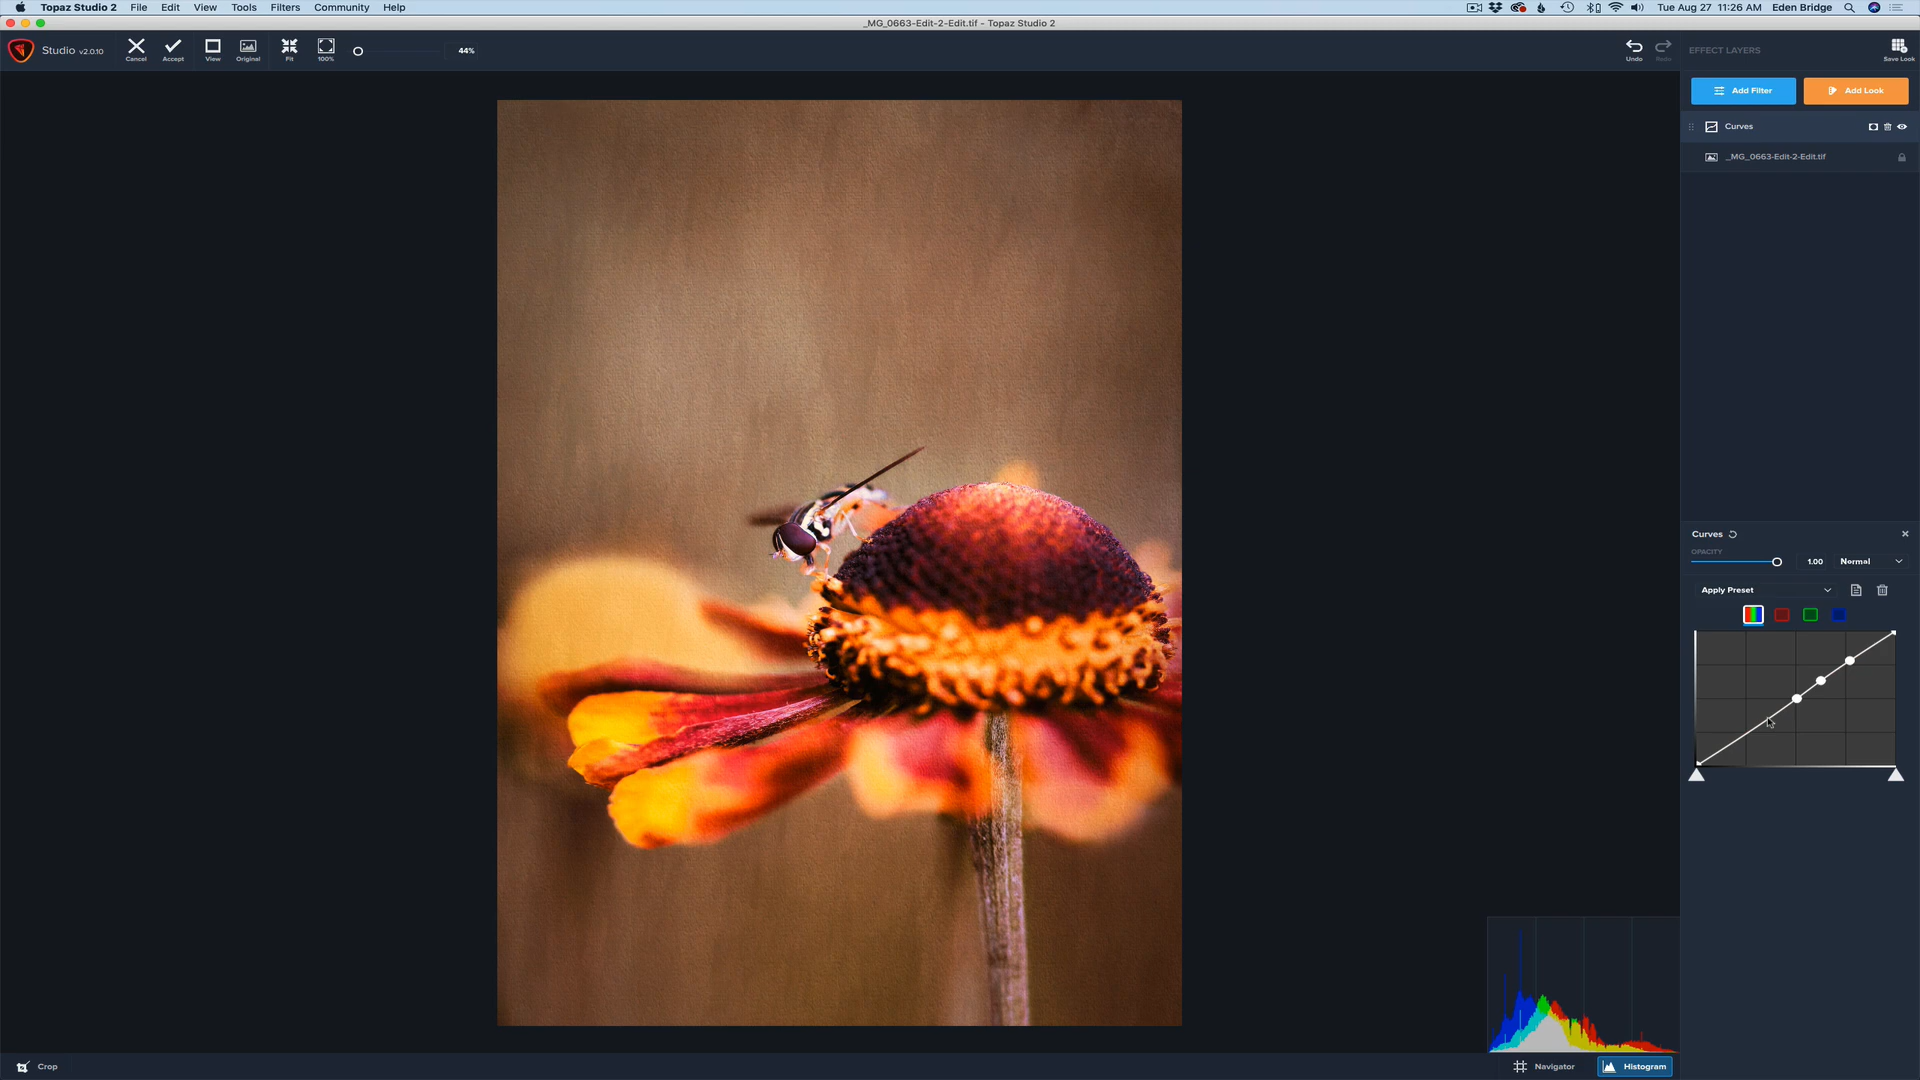 Topaz Studio 2 File Edit View Tools Filters Community Help Tue Aug 27 11:26 AM Eden Bridge
_MG_0663-Edit-2-Edit.tif - Topaz Studio 2
Studio v2.0.10 Cancel Accept View Original Fit 100% 44% Undo Redo EFFECT LAYERS Save Look
Add Filter Add Look
Curves
_MG_0663-Edit-2-Edit.tif
Curves
OPACITY
1.00 Normal
Apply Preset
Crop Navigator Histogram